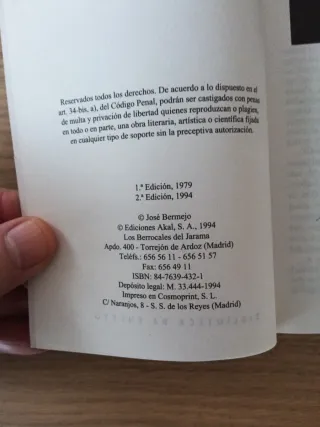 Reservados todos los derechos. De acuerdo a lo dispuesto en el
art. 34-bis, a), del Código Penal, podrán ser castigados con penas
de multa y privación de libertad quienes reproduzcan o plagien,
en todo o en parte, una obra literaria, artística o científica fijada
en cualquier tipo de soporte sin la preceptiva autorización.
1.ª Edición, 1979
2.ª Edición, 1994
© José Bermejo
© Ediciones Akal, S. A., 1994
Los Berrocales del Jarama
Apdo. 400 - Torrejón de Ardoz (Madrid)
Teléfs.: 656 56 11 - 656 51 57
Fax: 656 49 11
ISBN: 84-7639-432-1
Depósito legal: M. 33.444-1994
Impreso en Cosmoprint, S. L.
C/ Naranjos, 8 - S. S. de los Reyes (Madrid)